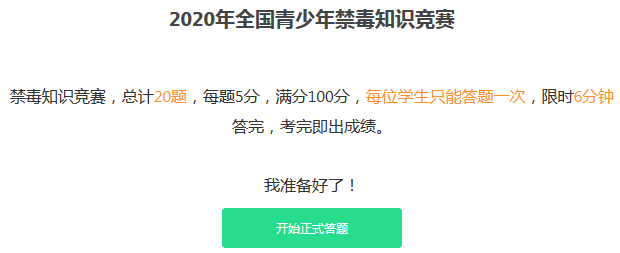 2020年全国青少年禁毒知识竞赛
禁毒知识竞赛，总计20题，每题5分，满分100分，每位学生只能答题一次，限时6分钟
答完，考完即出成绩。
我准备好了！
开始正式答题